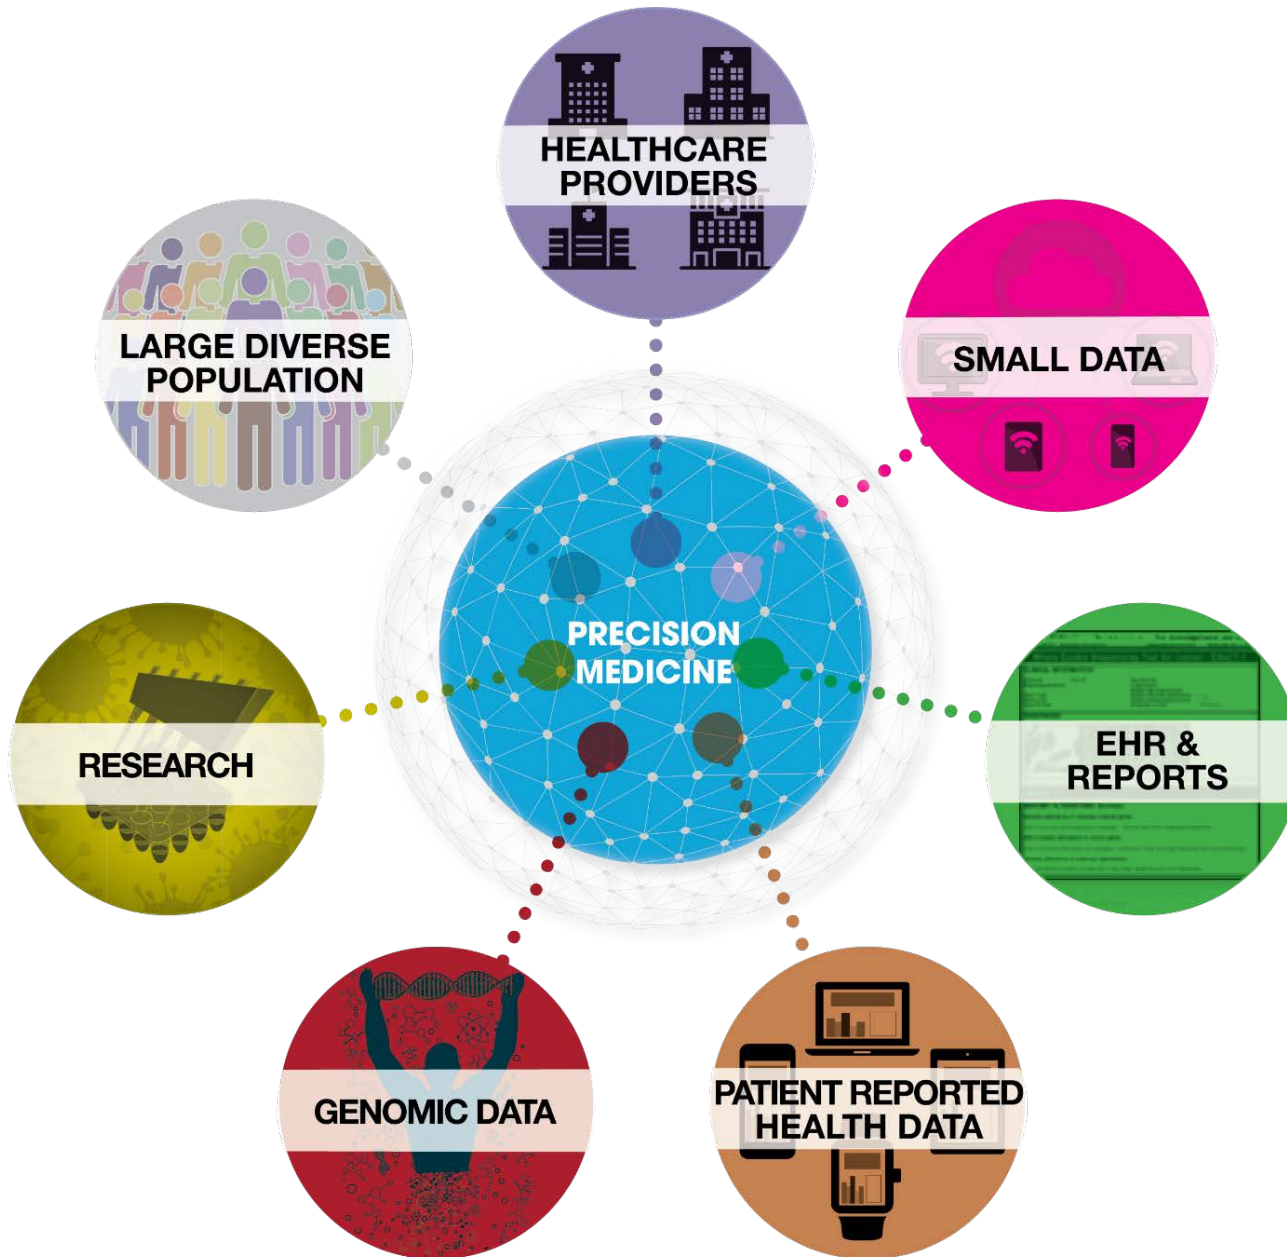 HEALTHCARE
PROVIDERS
LARGE DIVERSE
POPULATION
SMALL DATA
PRECISION
MEDICINE
RESEARCH
EHR &
REPORTS
GENOMIC DATA
PATIENT REPORTED
HEALTH DATA